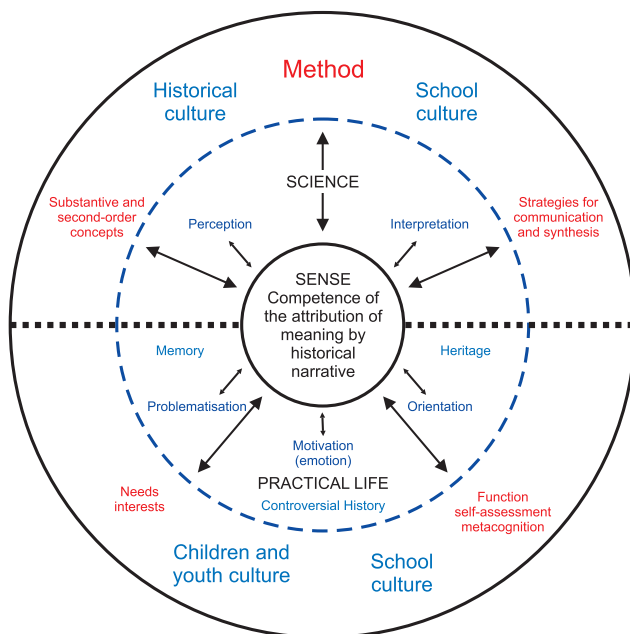 Method
Historical
culture
School
culture
SCIENCE
Substantive and
second-order
concepts
Perception
Interpretation
Strategies for
communication
and synthesis
SENSE
Competence of
the attribution of
meaning by
historical
narrative
Memory
Heritage
Problematisation
Orientation
Motivation
(emotion)
PRACTICAL LIFE
Controversial History
Needs
interests
Function
self-assessment
metacognition
Children and
youth culture
School
culture